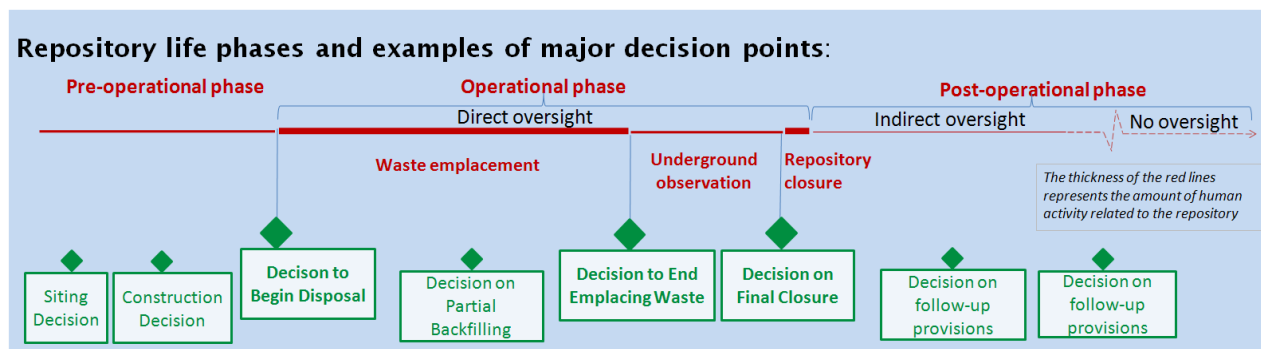 Repository life phases and examples of major decision points:
Pre-operational phase
Operational phase
Post-operational phase
Direct oversight
Indirect oversight
No oversight
Waste emplacement
Underground
observation
Repository
closure
The thickness of the red lines
represents the amount of human
activity related to the repository
Siting
Decision
Construction
Decision
Decison to
Begin Disposal
Decision on
Partial
Backfilling
Decision to End
Emplacing Waste
Decision on
Final Closure
Decision on
follow-up
provisions
Decision on
follow-up
provisions